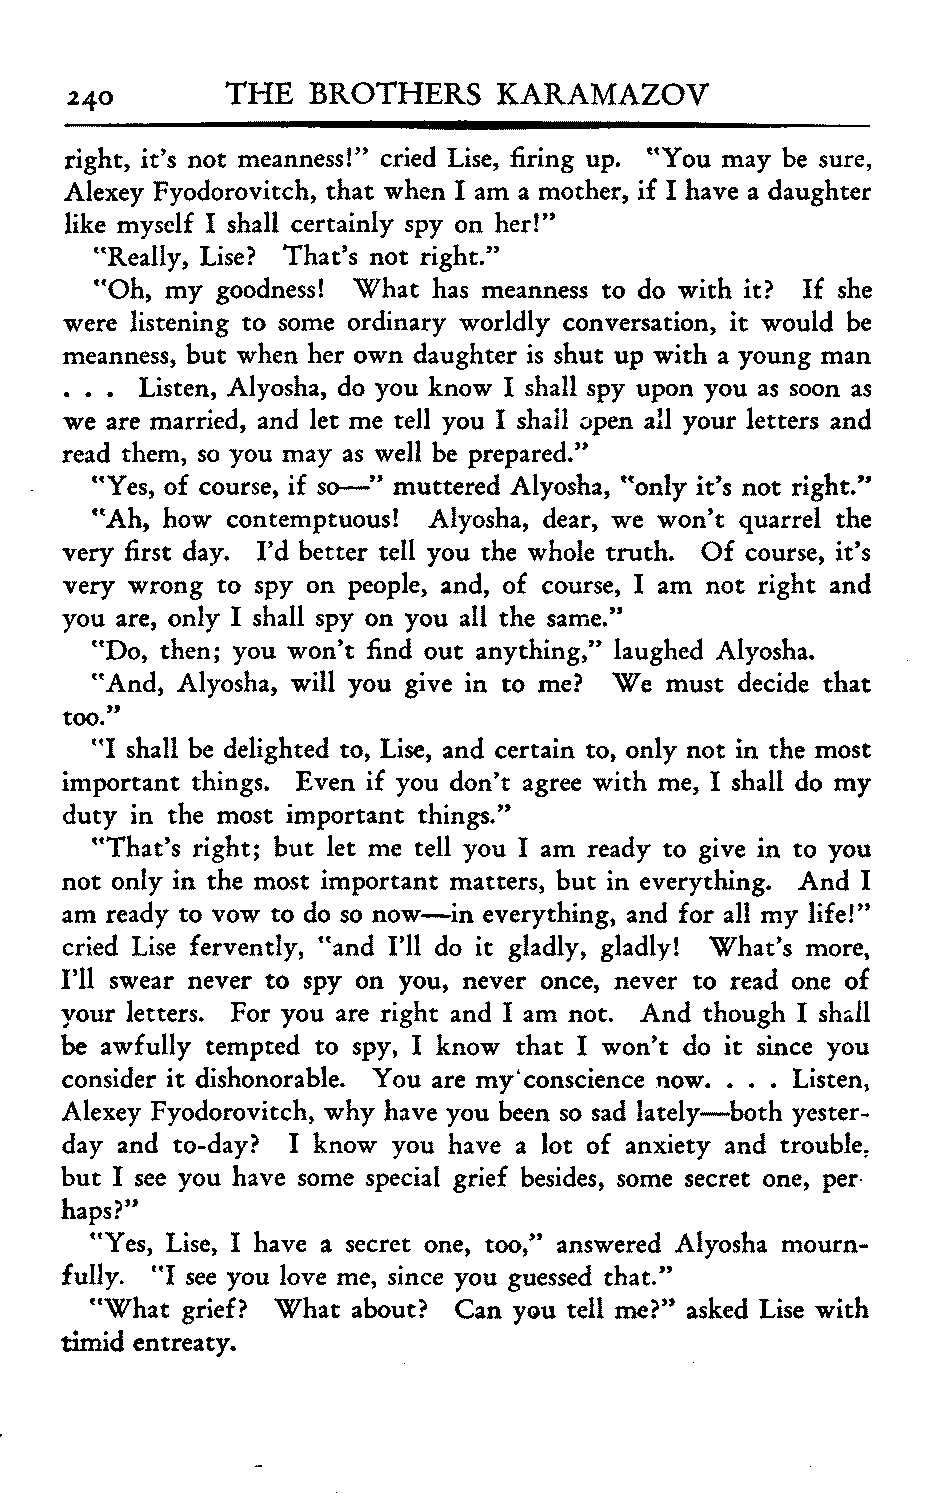 240 THE BROTHERS KARAMAZOV
right, it's not meanness!" cried Lise, firing up. "You may be sure,
Alexey Fyodorovitch, that when I am a mother, if I have a daughter
like myself I shall certainly spy on her!"
"Really, Lise? That's not right."
"Oh, my goodness! What has meanness to do with it? If she
were listening to some ordinary worldly conversation, it would be
meanness, but when her own daughter is shut up with a young man
. . . Listen, Alyosha, do you know I shall spy upon you as soon as
we are married, and let me tell you I shall open all your letters and
read them, so you may as well be prepared."
"Yes, of course, if so—" muttered Alyosha, "only it's not right."
"Ah, how contemptuous! Alyosha, dear, we won't quarrel the
very first day. I'd better tell you the whole truth. Of course, it's
very wrong to spy on people, and, of course, I am not right and
you are, only I shall spy on you all the same."
"Do, then; you won't find out anything," laughed Alyosha.
"And, Alyosha, will you give in to me? We must decide that
too."
"I shall be delighted to, Lise, and certain to, only not in the most
important things. Even if you don't agree with me, I shall do my
duty in the most important things."
"That's right; but let me tell you I am ready to give in to you
not only in the most important matters, but in everything. And I
am ready to vow to do so now—in everything, and for all my life!"
cried Lise fervently, "and I'll do it gladly, gladly! What's more,
I'll swear never to spy on you, never once, never to read one of
your letters. For you are right and I am not. And though I shall
be awfully tempted to spy, I know that I won't do it since you
consider it dishonorable. You are my conscience now. . . . Listen,
Alexey Fyodorovitch, why have you been so sad lately—both yester-
day and to-day? I know you have a lot of anxiety and trouble,
but I see you have some special grief besides, some secret one, per-
haps?"
"Yes, Lise, I have a secret one, too," answered Alyosha mourn-
fully. "I see you love me, since you guessed that."
"What grief? What about? Can you tell me?" asked Lise with
timid entreaty.